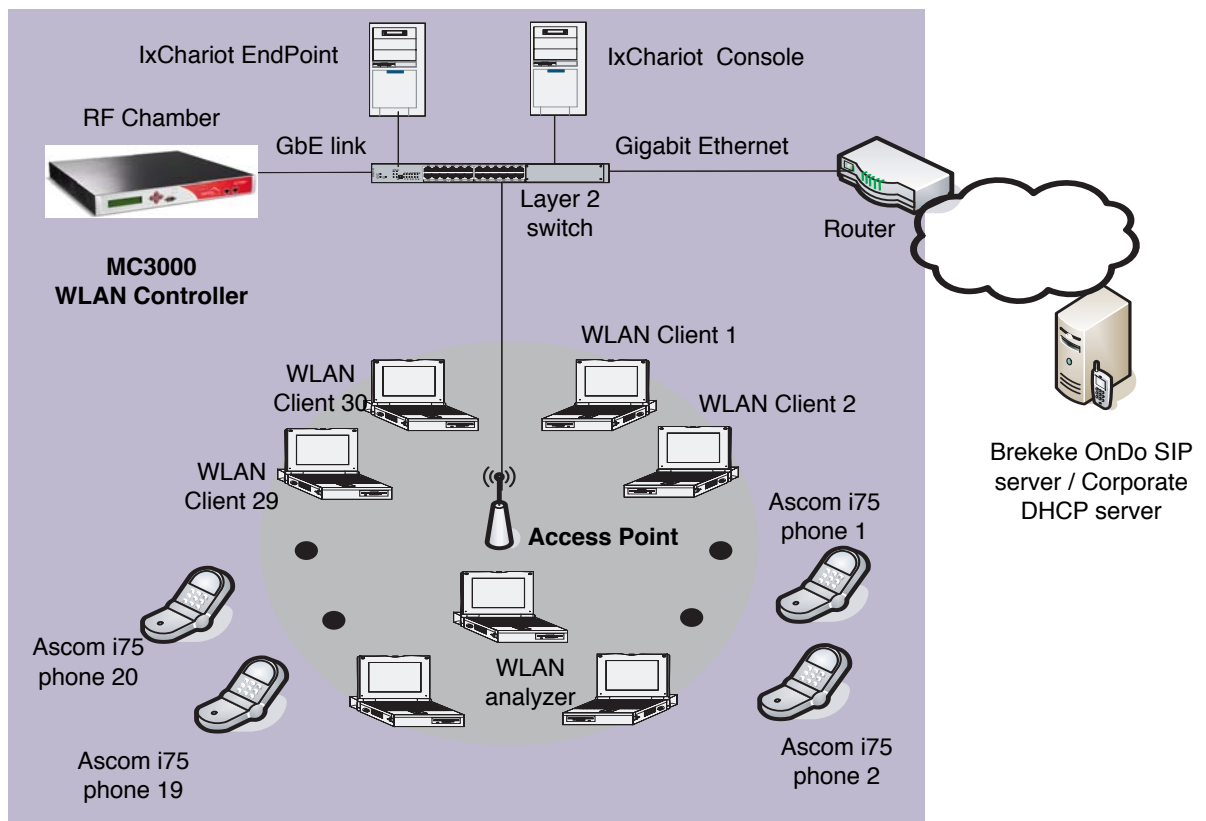 IxChariot EndPoint
IxChariot Console
RF Chamber
GbE link
Gigabit Ethernet
Layer 2
switch
Router
MC3000
WLAN Controller
WLAN Client 1
WLAN
Client 30
WLAN Client 2
WLAN
Client 29
Brekeke OnDo SIP
server / Corporate
DHCP server
Ascom i75
phone 1
Access Point
Ascom i75
phone 20
WLAN
analyzer
Ascom i75
phone 19
Ascom i75
phone 2